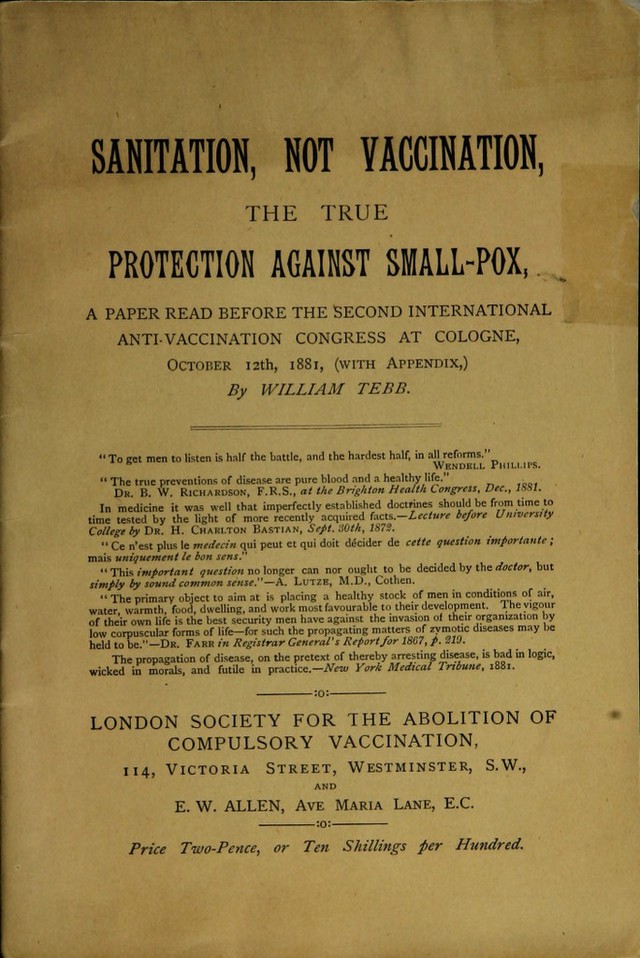 SANITATION, NOT VACCINATION,
THE TRUE
PROTECTION AGAINST SMALL-POX,
A PAPER READ BEFORE THE SECOND INTERNATIONAL
ANTI-VACCINATION CONGRESS AT COLOGNE,
OCTOBER 12th, 1881, (WITH APPENDIX,)
By WILLIAM TEBB.
"To get men to listen is half the battle, and the hardest half, in all reforms."
WENDELL PHILLIPS.
"The true preventions of disease are pure blood and a healthy life."
DR. B. W. RICHARDSON, F.R.S., at the Brighton Health Congress, Dec., 1881.
In medicine it was well that imperfectly established doctrines should be from time to
time tested by the light of more recently acquired facts.—Lecture before University
College by DR. H. CHARLTON BASTIAN, Sept. 30th, 1872.
"Ce n'est plus le medecin qui peut et qui doit décider de cette question importante;
mais uniquement le bon sens."
"This important question no longer can nor ought to be decided by the doctor, but
simply by sound common sense."—A. LUTZE, M.D., Cothen.
"The primary object to aim at is placing a healthy stock of men in conditions of air,
water, warmth, food, dwelling, and work most favourable to their development. The vigour
of their own life is the best security men have against the invasion of their organization by
low corpuscular forms of life—for such the propagating matters of zymotic diseases may be
held to be."—DR. FARR in Registrar General's Report for 1867, p. 219.
The propagation of disease, on the pretext of thereby arresting disease, is bad in logic,
wicked in morals, and futile in practice.—New York Medical Tribune, 1881.
:o:
LONDON SOCIETY FOR THE ABOLITION OF
COMPULSORY VACCINATION,
114, VICTORIA STREET, WESTMINSTER, S.W.,
AND
E. W. ALLEN, AVE MARIA LANE, E.C.
:o:
Price Two-Pence, or Ten Shillings per Hundred.